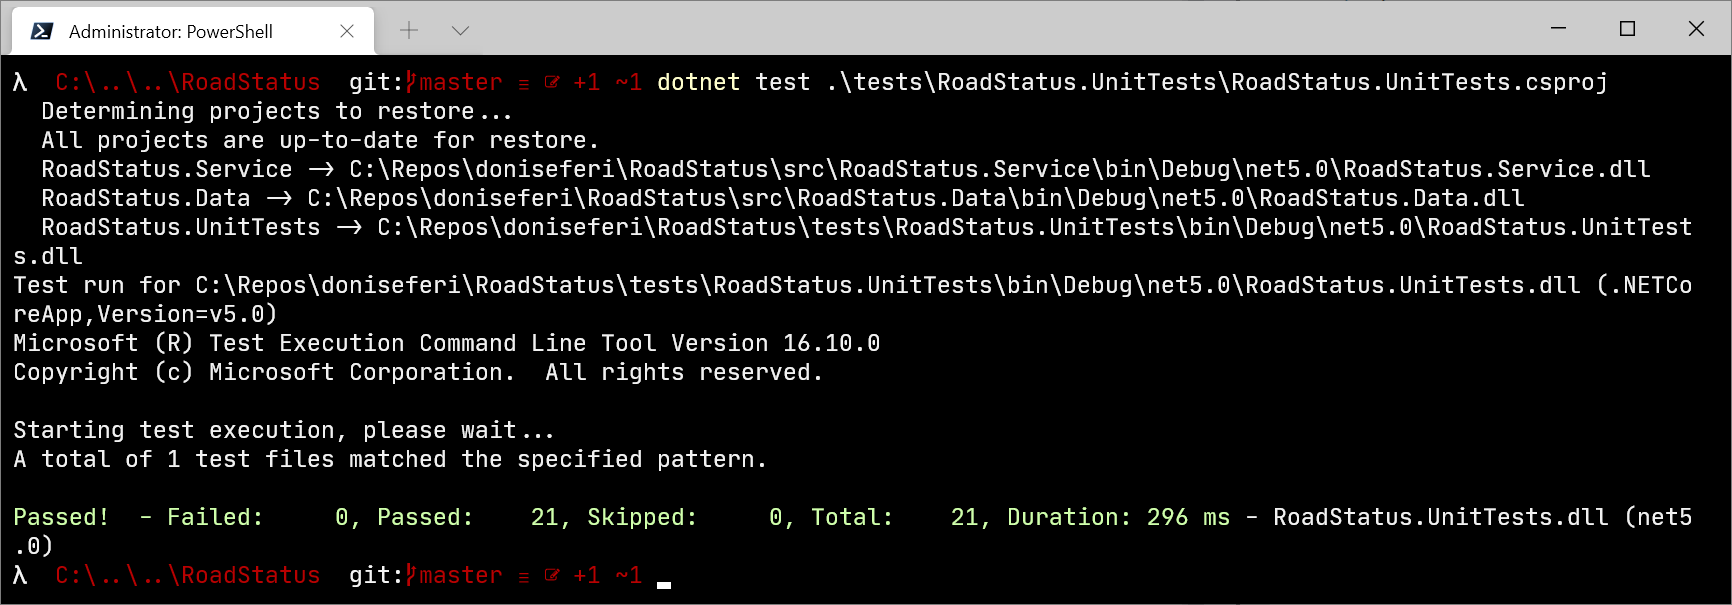 Administrator: PowerShell
λ C:\..\..\RoadStatus git:master ≡ +1 ~1 dotnet test .\tests\RoadStatus.UnitTests\RoadStatus.UnitTests.csproj
Determining projects to restore...
All projects are up-to-date for restore.
RoadStatus.Service -> C:\Repos\doniseferi\RoadStatus\src\RoadStatus.Service\bin\Debug\net5.0\RoadStatus.Service.dll
RoadStatus.Data -> C:\Repos\doniseferi\RoadStatus\src\RoadStatus.Data\bin\Debug\net5.0\RoadStatus.Data.dll
RoadStatus.UnitTests -> C:\Repos\doniseferi\RoadStatus\tests\RoadStatus.UnitTests\bin\Debug\net5.0\RoadStatus.UnitTest
s.dll
Test run for C:\Repos\doniseferi\RoadStatus\tests\RoadStatus.UnitTests\bin\Debug\net5.0\RoadStatus.UnitTests.dll (.NETCo
reApp,Version=v5.0)
Microsoft (R) Test Execution Command Line Tool Version 16.10.0
Copyright (c) Microsoft Corporation.  All rights reserved.
Starting test execution, please wait...
A total of 1 test files matched the specified pattern.
Passed!  - Failed:     0, Passed:    21, Skipped:     0, Total:    21, Duration: 296 ms - RoadStatus.UnitTests.dll (net5
.0)
λ C:\..\..\RoadStatus git:master ≡ +1 ~1